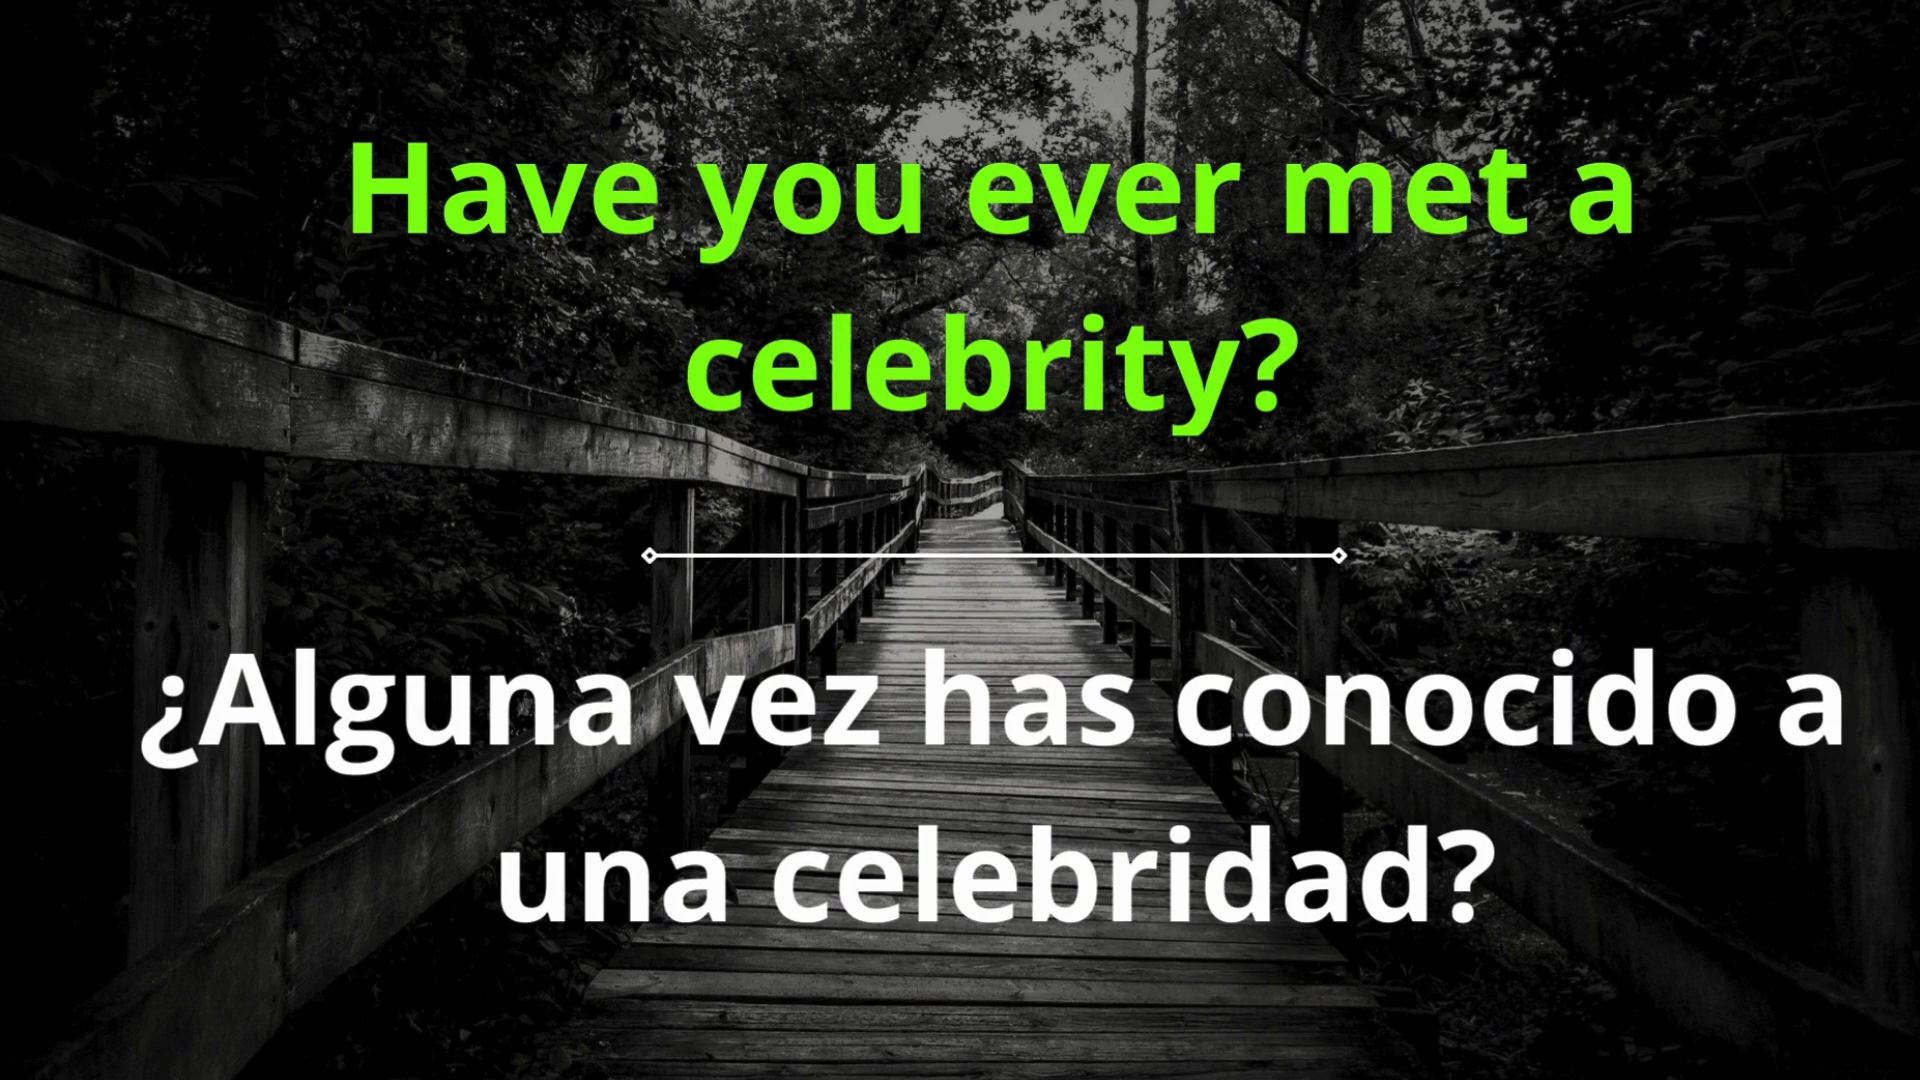 Have you ever met a
celebrity?
¿Alguna vez has conocido a
una celebridad?